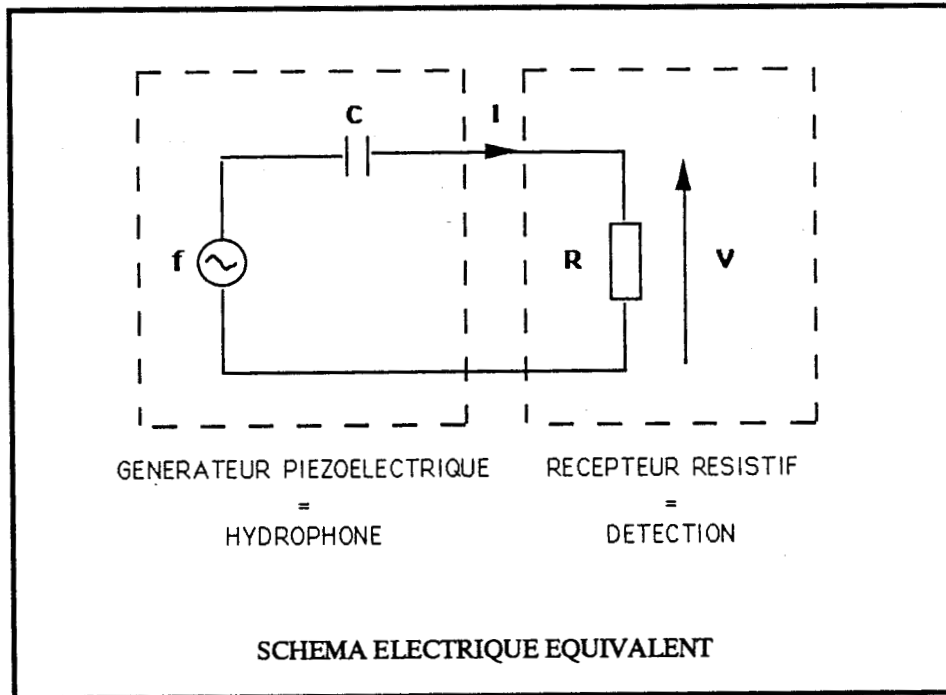 C
I
f
R
V
GENERATEUR PIEZOELECTRIQUE
=
HYDROPHONE
RECEPTEUR RESISTIF
=
DETECTION
SCHEMA ELECTRIQUE EQUIVALENT